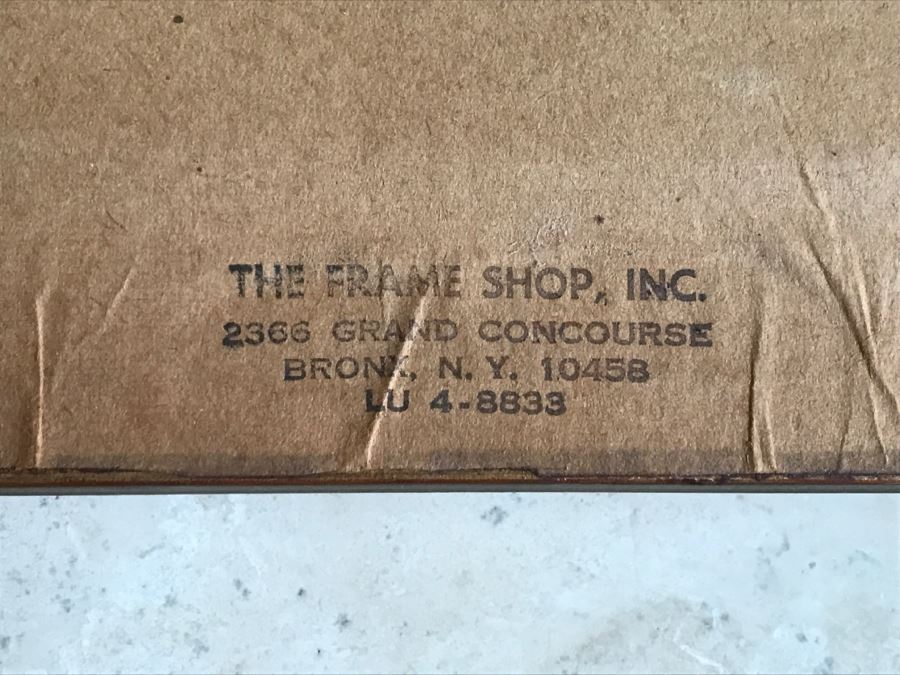 THE FRAME SHOP, INC.
2366 GRAND CONCOURSE
BRONX, N. Y. 10458
LU 4-8833